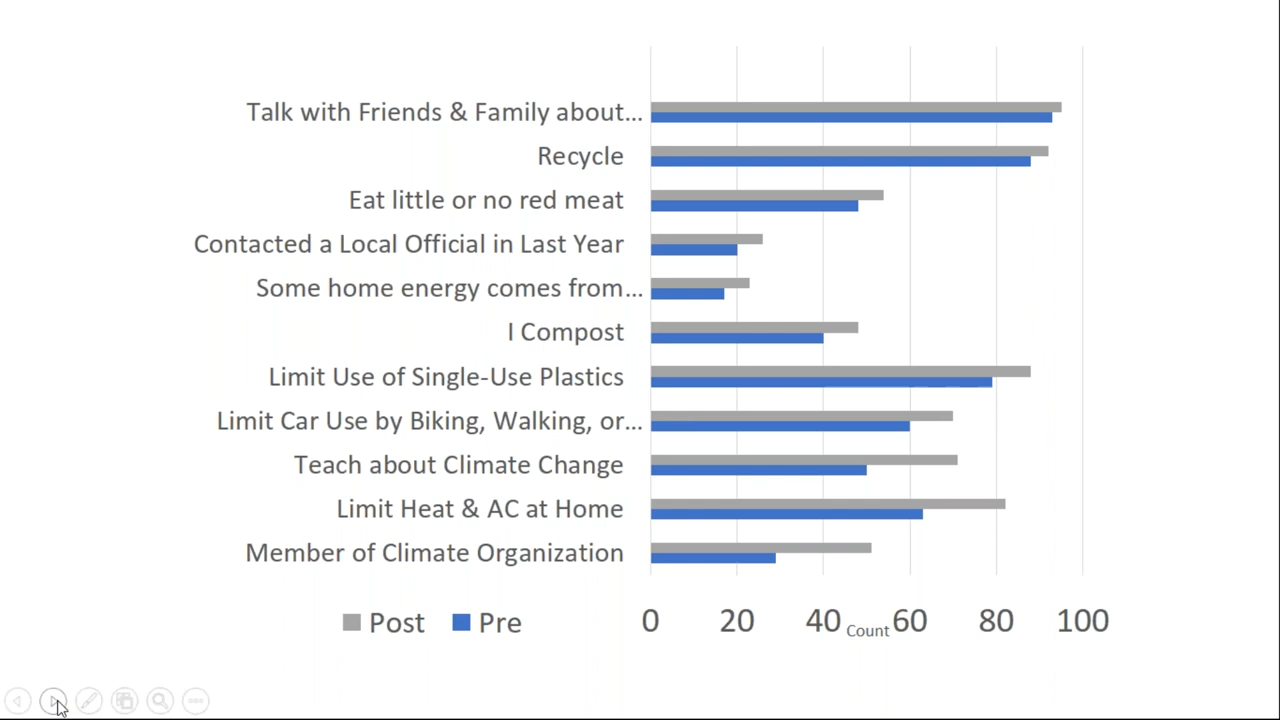 Talk with Friends & Family about...
Recycle
Eat little or no red meat
Contacted a Local Official in Last Year
Some home energy comes from...
I Compost
Limit Use of Single-Use Plastics
Limit Car Use by Biking, Walking, or...
Teach about Climate Change
Limit Heat & AC at Home
Member of Climate Organization
Post Pre
0 20 40 60 80 100
Count